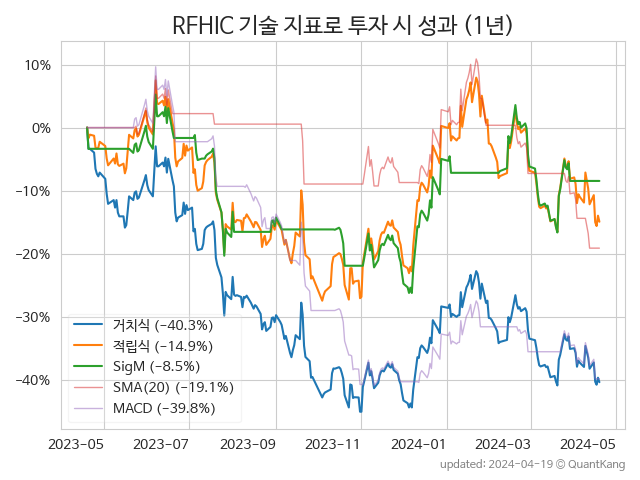 RFHIC 기술 지표로 투자 시 성과 (1년)
10%
0%
−10%
−20%
−30%
−40%
거치식 (−40.3%)
적립식 (−14.9%)
SigM (−8.5%)
SMA(20) (−19.1%)
MACD (−39.8%)
2023-05 2023-07 2023-09 2023-11 2024-01 2024-03 2024-05
updated: 2024-04-19 © QuantKang